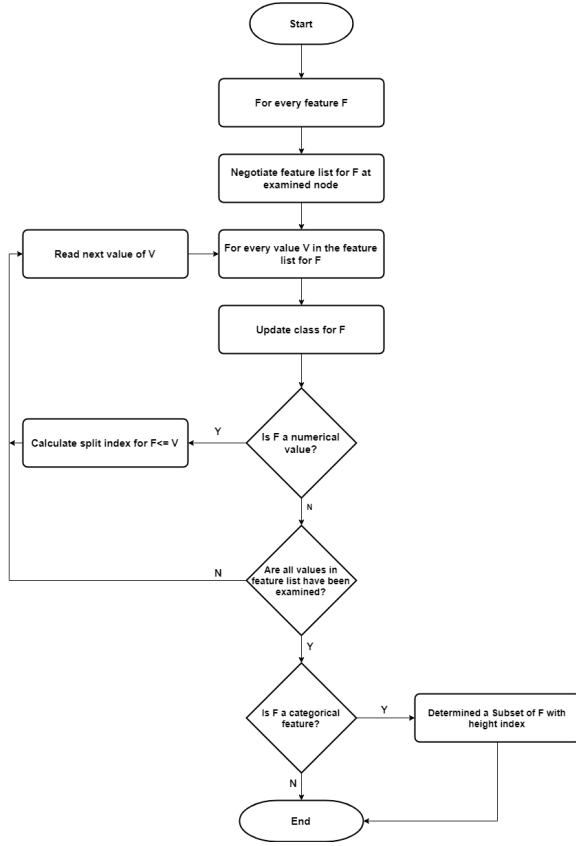 Start
For every feature F
Negotiate feature list for F at
examined node
Read next value of V
For every value V in the feature
list for F
Update class for F
Is F a numerical
value?
Y
Calculate split index for F<= V
N
Are all values in
feature list have been
examined?
N
Y
Is F a categorical
feature?
Y
Determined a Subset of F with
height index
N
End